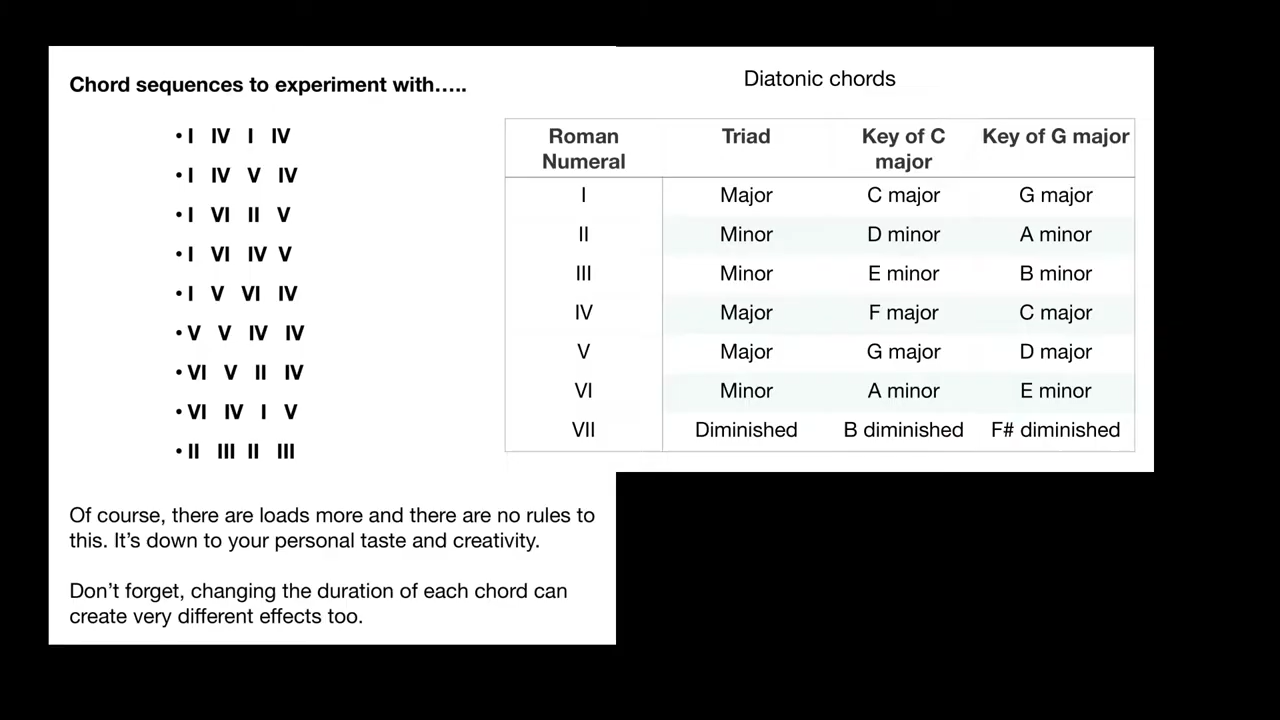 Chord sequences to experiment with…..
• I IV I IV
• I IV V IV
• I VI II V
• I VI IV V
• I V VI IV
• V V IV IV
• VI V II IV
• VI IV I V
• II III II III
Of course, there are loads more and there are no rules to
this. It’s down to your personal taste and creativity.
Don’t forget, changing the duration of each chord can
create very different effects too.
Diatonic chords
Roman Numeral Triad Key of C major Key of G major
I Major C major G major
II Minor D minor A minor
III Minor E minor B minor
IV Major F major C major
V Major G major D major
VI Minor A minor E minor
VII Diminished B diminished F# diminished